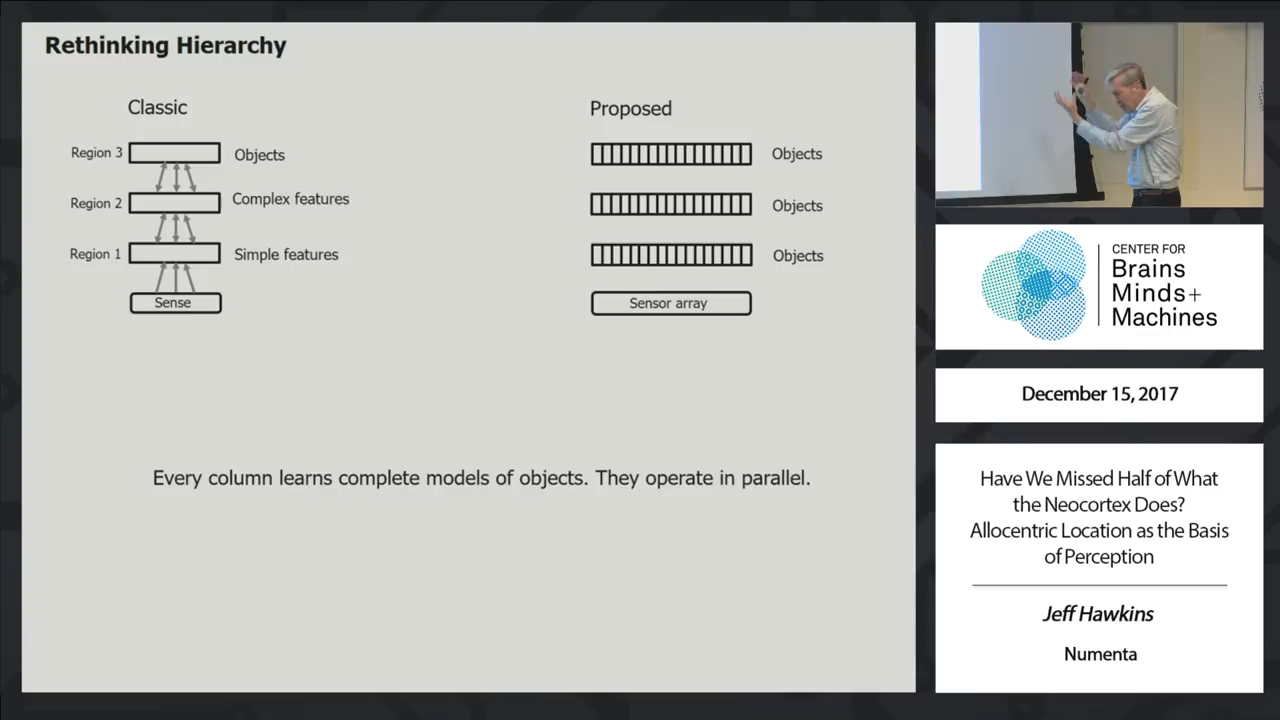 Rethinking Hierarchy
Classic
Region 3
Objects
Region 2
Complex features
Region 1
Simple features
Sense
Proposed
Objects
Objects
Objects
Sensor array
Every column learns complete models of objects. They operate in parallel.
CENTER FOR
Brains
Minds+
Machines
December 15, 2017
Have We Missed Half of What
the Neocortex Does?
Allocentric Location as the Basis
of Perception
Jeff Hawkins
Numenta